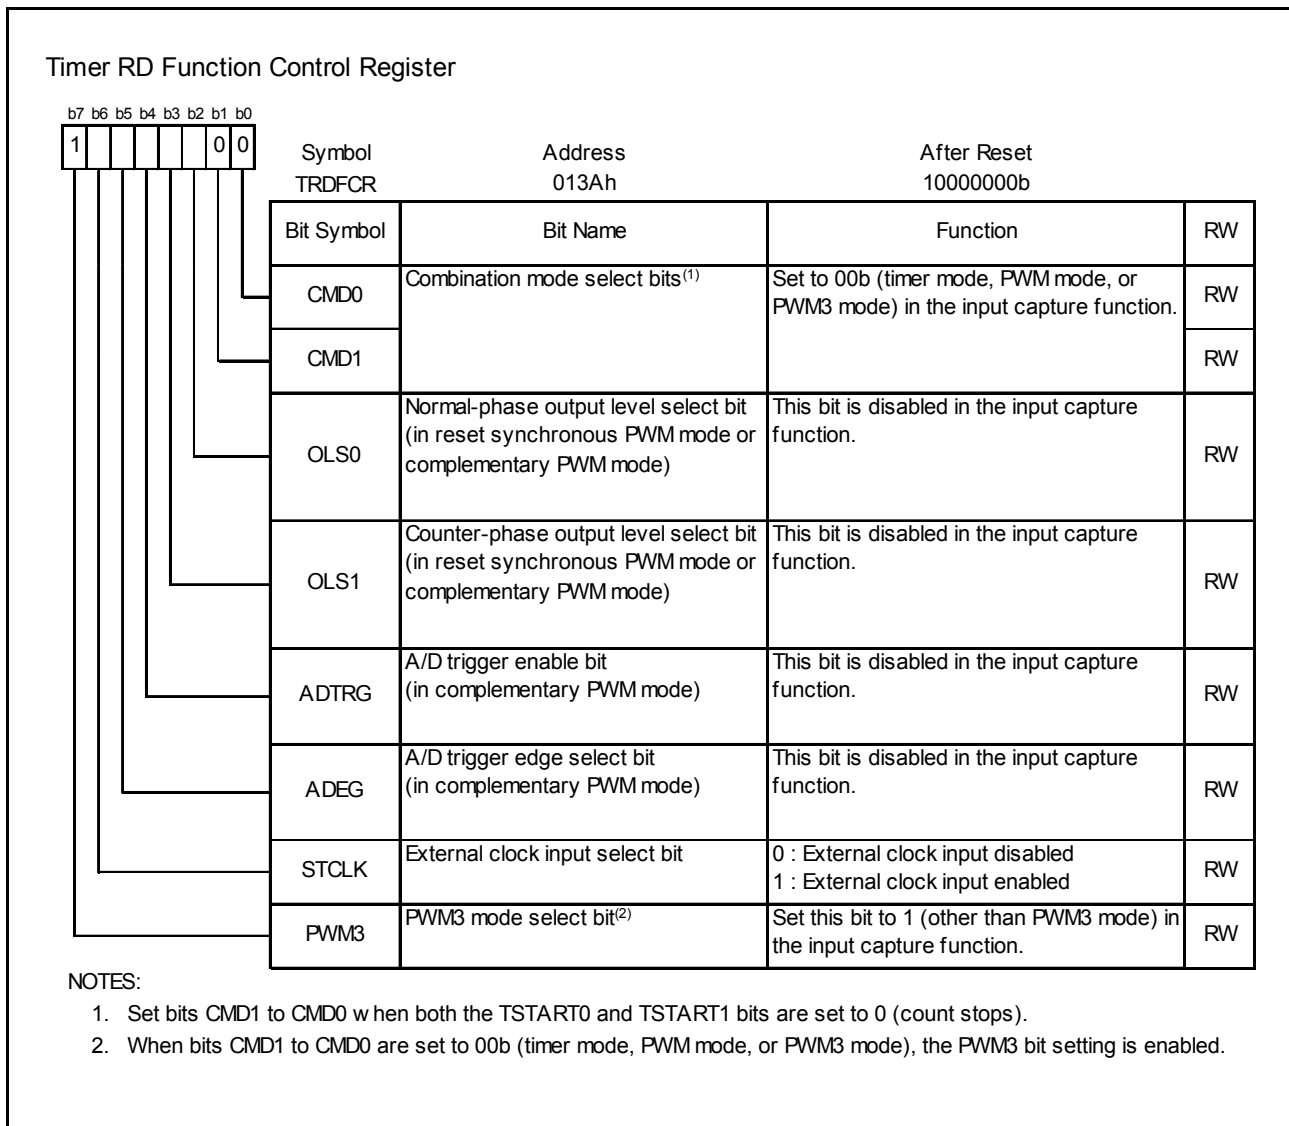 Timer RD Function Control Register
b7 b6 b5 b4 b3 b2 b1 b0
1 0 0
Symbol Address After Reset
TRDFCR 013Ah 10000000b
Bit Symbol Bit Name Function RW
CMD0 Combination mode select bits(1) Set to 00b (timer mode, PWM mode, or PWM3 mode) in the input capture function. RW
CMD1 RW
OLS0 Normal-phase output level select bit (in reset synchronous PWM mode or complementary PWM mode) This bit is disabled in the input capture function. RW
OLS1 Counter-phase output level select bit (in reset synchronous PWM mode or complementary PWM mode) This bit is disabled in the input capture function. RW
ADTRG A/D trigger enable bit (in complementary PWM mode) This bit is disabled in the input capture function. RW
ADEG A/D trigger edge select bit (in complementary PWM mode) This bit is disabled in the input capture function. RW
STCLK External clock input select bit 0 : External clock input disabled 1 : External clock input enabled RW
PWM3 PWM3 mode select bit(2) Set this bit to 1 (other than PWM3 mode) in the input capture function. RW
NOTES:
1. Set bits CMD1 to CMD0 w hen both the TSTART0 and TSTART1 bits are set to 0 (count stops).
2. When bits CMD1 to CMD0 are set to 00b (timer mode, PWM mode, or PWM3 mode), the PWM3 bit setting is enabled.